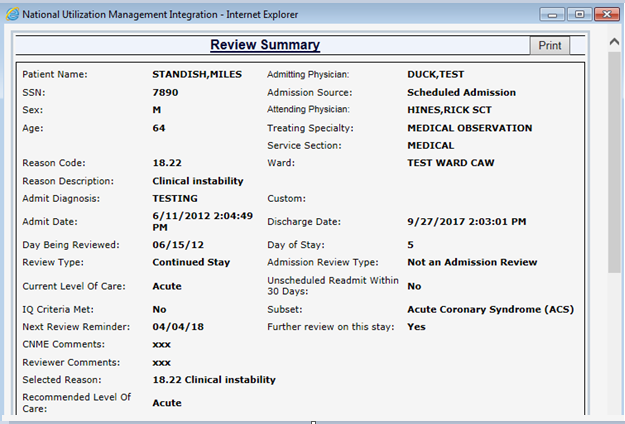 National Utilization Management Integration - Internet Explorer
Review Summary
Print
Patient Name: STANDISH,MILES Admitting Physician: DUCK,TEST
SSN: 7890 Admission Source: Scheduled Admission
Sex: M Attending Physician: HINES,RICK SCT
Age: 64 Treating Specialty: MEDICAL OBSERVATION
Service Section: MEDICAL
Reason Code: 18.22 Ward: TEST WARD CAW
Reason Description: Clinical instability
Admit Diagnosis: TESTING Custom:
Admit Date: 6/11/2012 2:04:49 PM Discharge Date: 9/27/2017 2:03:01 PM
Day Being Reviewed: 06/15/12 Day of Stay: 5
Review Type: Continued Stay Admission Review Type: Not an Admission Review
Current Level Of Care: Acute Unscheduled Readmit Within 30 Days: No
IQ Criteria Met: No Subset: Acute Coronary Syndrome (ACS)
Next Review Reminder: 04/04/18 Further review on this stay: Yes
CNME Comments: xxx
Reviewer Comments: xxx
Selected Reason: 18.22 Clinical instability
Recommended Level Of Care: Acute